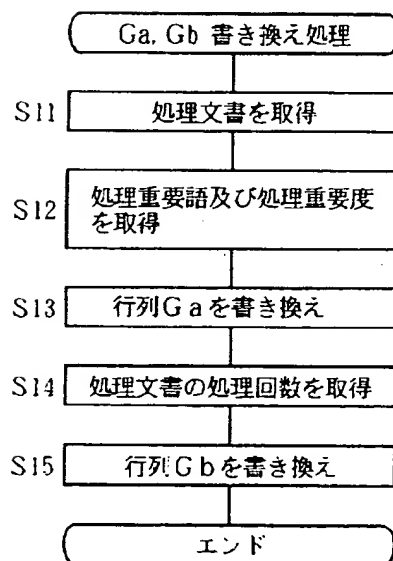 Ga, Gb 書き換え処理
S11 処理文書を取得
S12 処理重要語及び処理重要度
を取得
S13 行列Gaを書き換え
S14 処理文書の処理回数を取得
S15 行列Gbを書き換え
エンド